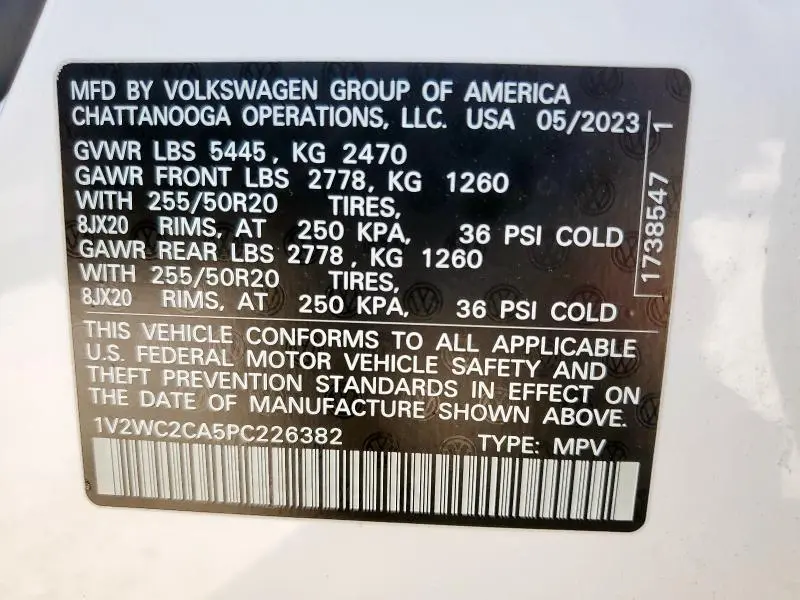 MFD BY VOLKSWAGEN GROUP OF AMERICA
CHATTANOOGA OPERATIONS, LLC. USA 05/2023
GVWR LBS 5445, KG 2470
GAWR FRONT LBS 2778, KG 1260
WITH 255/50R20 TIRES,
8JX20 RIMS, AT 250 KPA, 36 PSI COLD
GAWR REAR LBS 2778, KG 1260
WITH 255/50R20 TIRES,
8JX20 RIMS, AT 250 KPA, 36 PSI COLD
THIS VEHICLE CONFORMS TO ALL APPLICABLE
U.S. FEDERAL MOTOR VEHICLE SAFETY AND
THEFT PREVENTION STANDARDS IN EFFECT ON
THE DATE OF MANUFACTURE SHOWN ABOVE.
1V2WC2CA5PC226382 TYPE: MPV
1738547 1